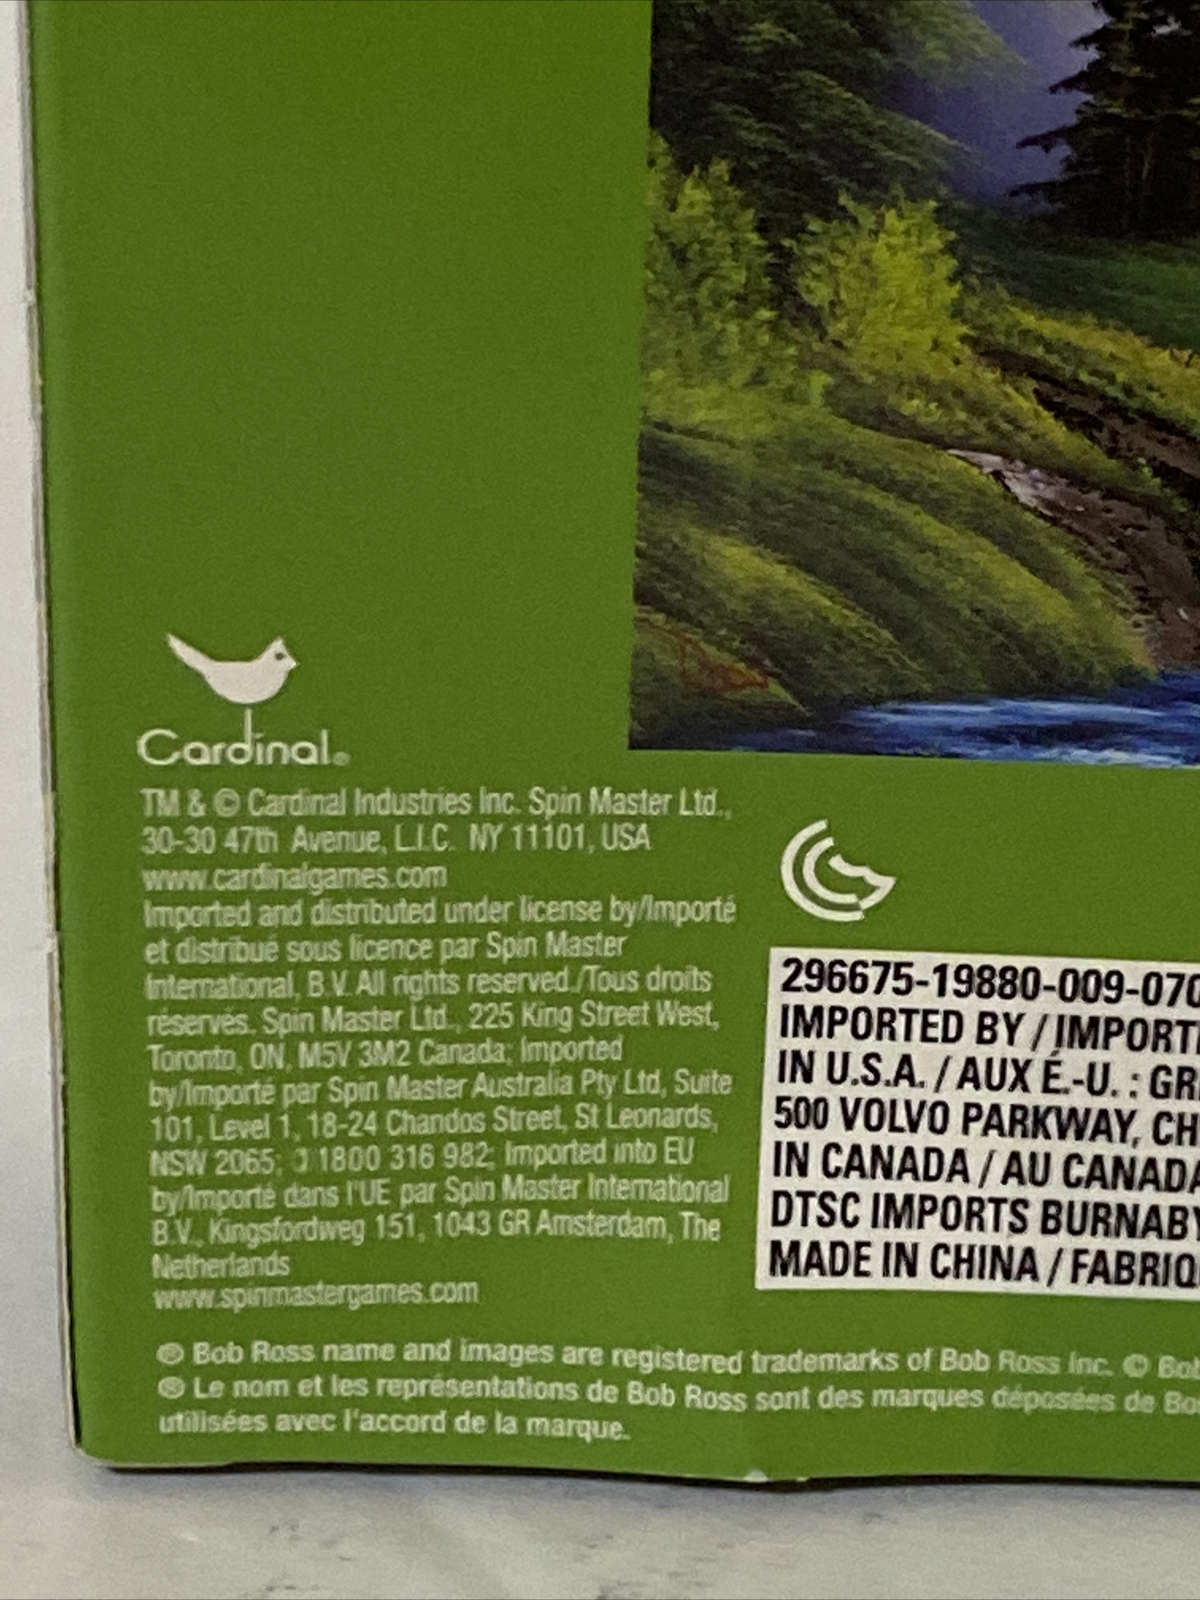 Cardinal®
TM & © Cardinal Industries Inc. Spin Master Ltd.,
30-30 47th Avenue, L.I.C. NY 11101, USA
www.cardinalgames.com
Imported and distributed under license by/Importé
et distribué sous licence par Spin Master
International, B.V. All rights reserved./Tous droits
réservés. Spin Master Ltd., 225 King Street West,
Toronto, ON, M5V 3M2 Canada; Imported
by/Importé par Spin Master Australia Pty Ltd, Suite
101, Level 1, 18-24 Chandos Street, St Leonards,
NSW 2065; 1800 316 982; Imported into EU
by/Importé dans l'UE par Spin Master International
B.V., Kingsfordweg 151, 1043 GR Amsterdam, The
Netherlands
www.spinmastergames.com
296675-19880-009-070
IMPORTED BY / IMPORT
IN U.S.A. / AUX É.-U. : GR
500 VOLVO PARKWAY, CH
IN CANADA / AU CANADA
DTSC IMPORTS BURNABY
MADE IN CHINA / FABRIQ
® Bob Ross name and images are registered trademarks of Bob Ross Inc. © Bo
® Le nom et les représentations de Bob Ross sont des marques déposées de Bo
utilisées avec l'accord de la marque.